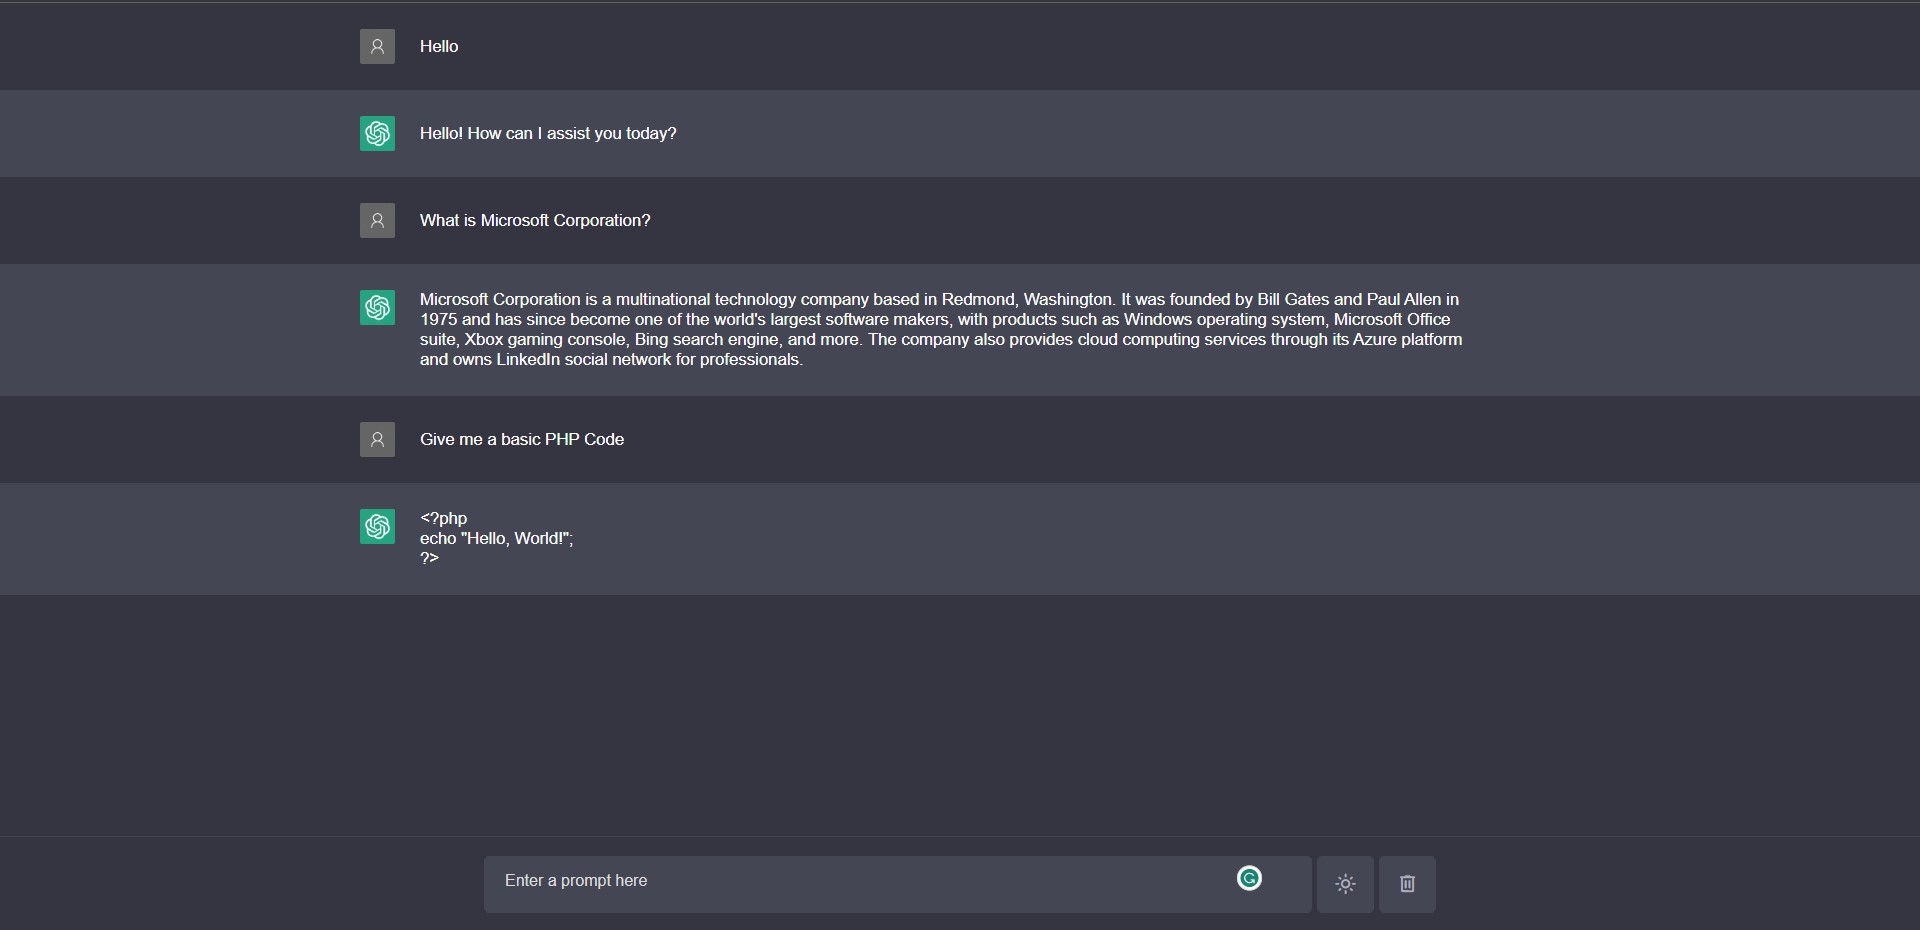 Hello
Hello! How can I assist you today?
What is Microsoft Corporation?
Microsoft Corporation is a multinational technology company based in Redmond, Washington. It was founded by Bill Gates and Paul Allen in
1975 and has since become one of the world's largest software makers, with products such as Windows operating system, Microsoft Office
suite, Xbox gaming console, Bing search engine, and more. The company also provides cloud computing services through its Azure platform
and owns LinkedIn social network for professionals.
Give me a basic PHP Code
<?php
echo "Hello, World!";
?>
Enter a prompt here